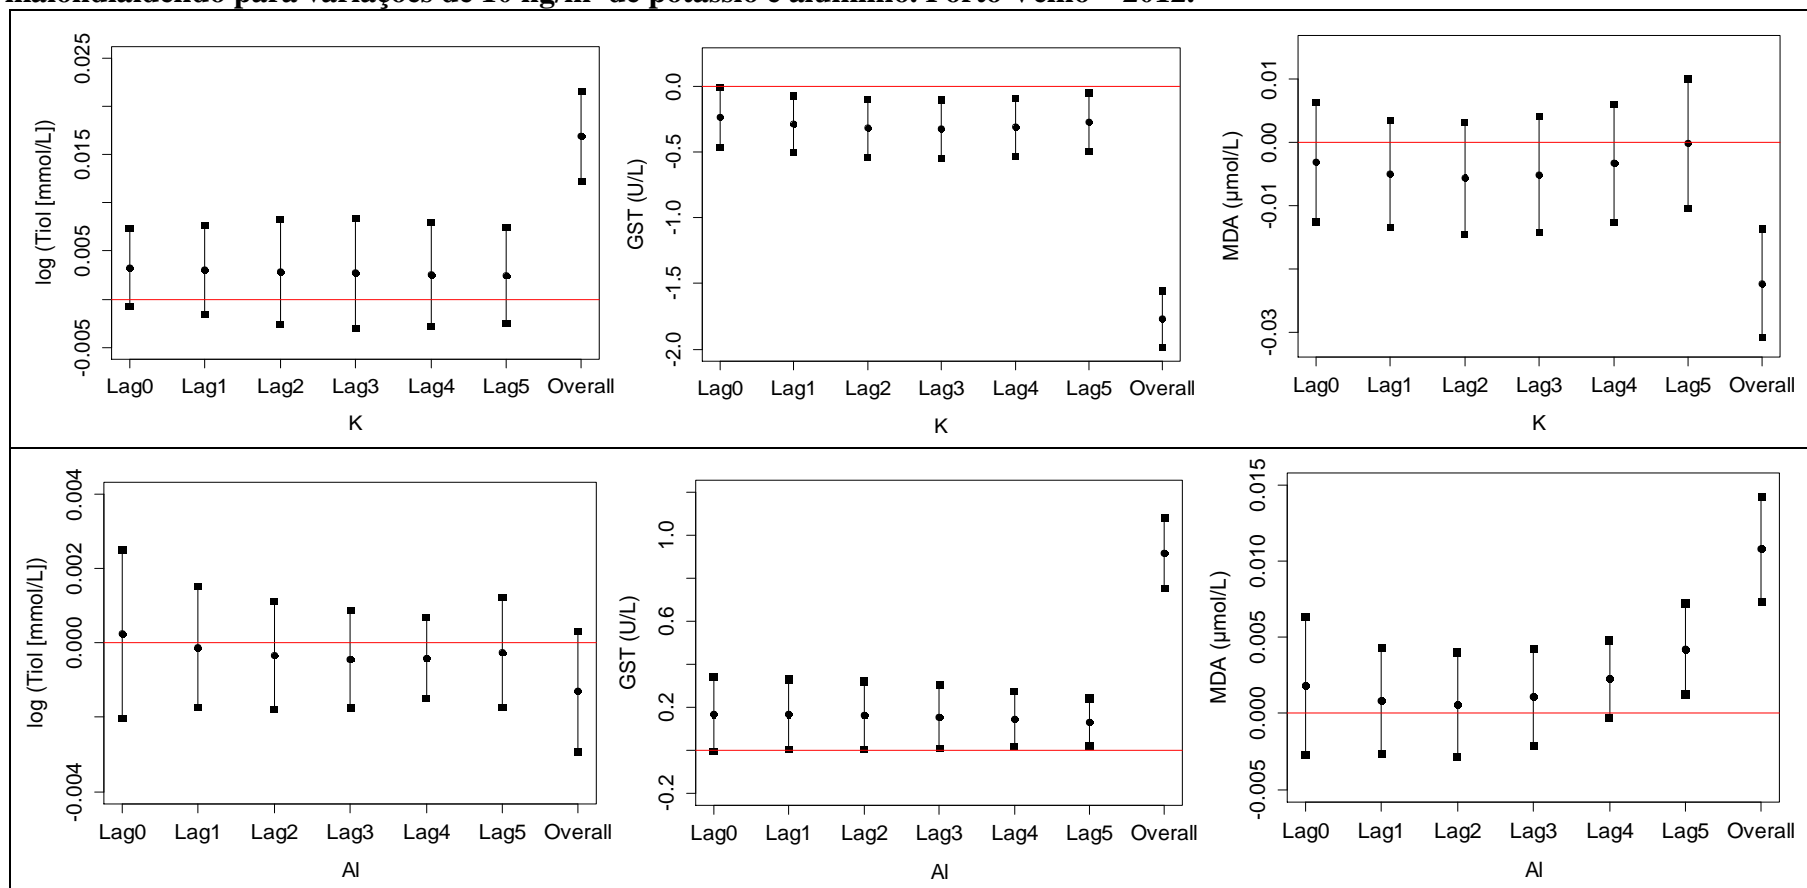 malondialdeído para variações de 10 ng/m³ de potássio e alumínio. Porto Velho – 2012.
log (Tiol [mmol/L])
0.025
0.015
0.005
-0.005
Lag0 Lag1 Lag2 Lag3 Lag4 Lag5 Overall
K
GST (U/L)
0.0
-0.5
-1.0
-1.5
-2.0
Lag0 Lag1 Lag2 Lag3 Lag4 Lag5 Overall
K
MDA (µmol/L)
0.01
0.00
-0.01
-0.03
Lag0 Lag1 Lag2 Lag3 Lag4 Lag5 Overall
K
log (Tiol [mmol/L])
0.004
0.002
0.000
-0.004
Lag0 Lag1 Lag2 Lag3 Lag4 Lag5 Overall
Al
GST (U/L)
1.0
0.6
0.2
-0.2
Lag0 Lag1 Lag2 Lag3 Lag4 Lag5 Overall
Al
MDA (µmol/L)
0.015
0.010
0.005
0.000
-0.005
Lag0 Lag1 Lag2 Lag3 Lag4 Lag5 Overall
Al